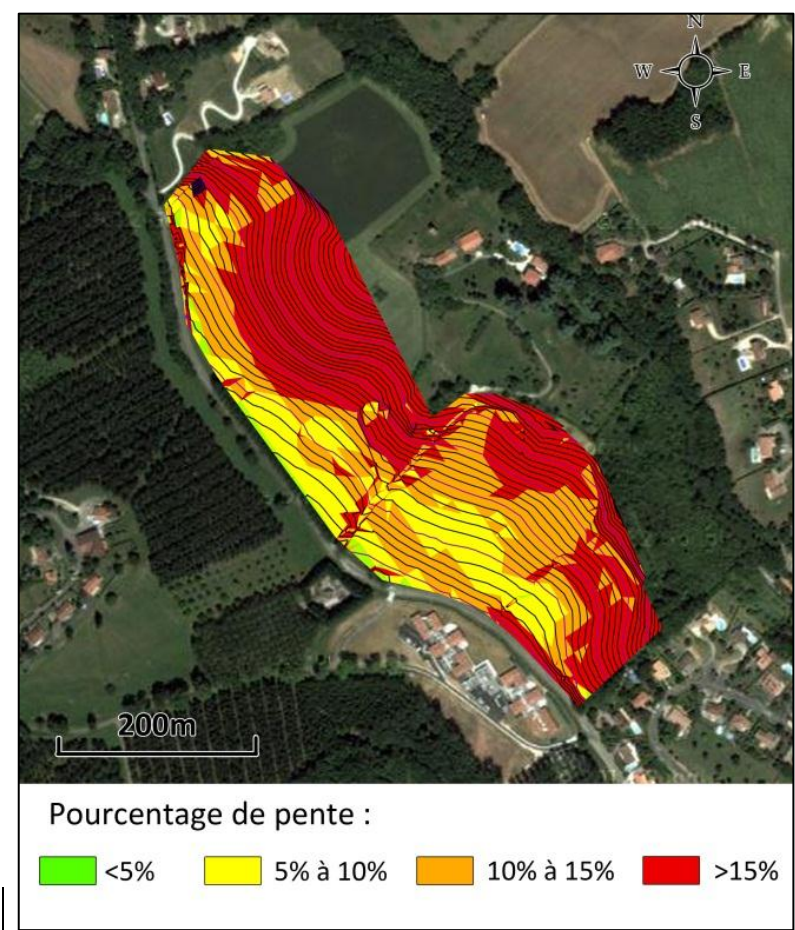 N
W E
S
200m
Pourcentage de pente :
<5% 5% à 10% 10% à 15% >15%